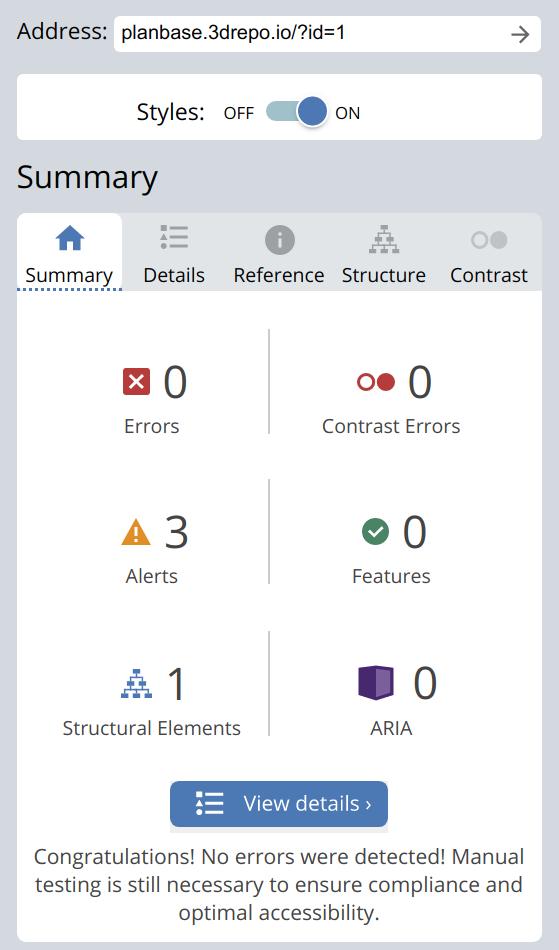 Address: planbase.3drepo.io/?id=1
Styles: OFF ON
Summary
Summary Details Reference Structure Contrast
0 0
Errors Contrast Errors
3 0
Alerts Features
1 0
Structural Elements ARIA
View details ›
Congratulations! No errors were detected! Manual
testing is still necessary to ensure compliance and
optimal accessibility.